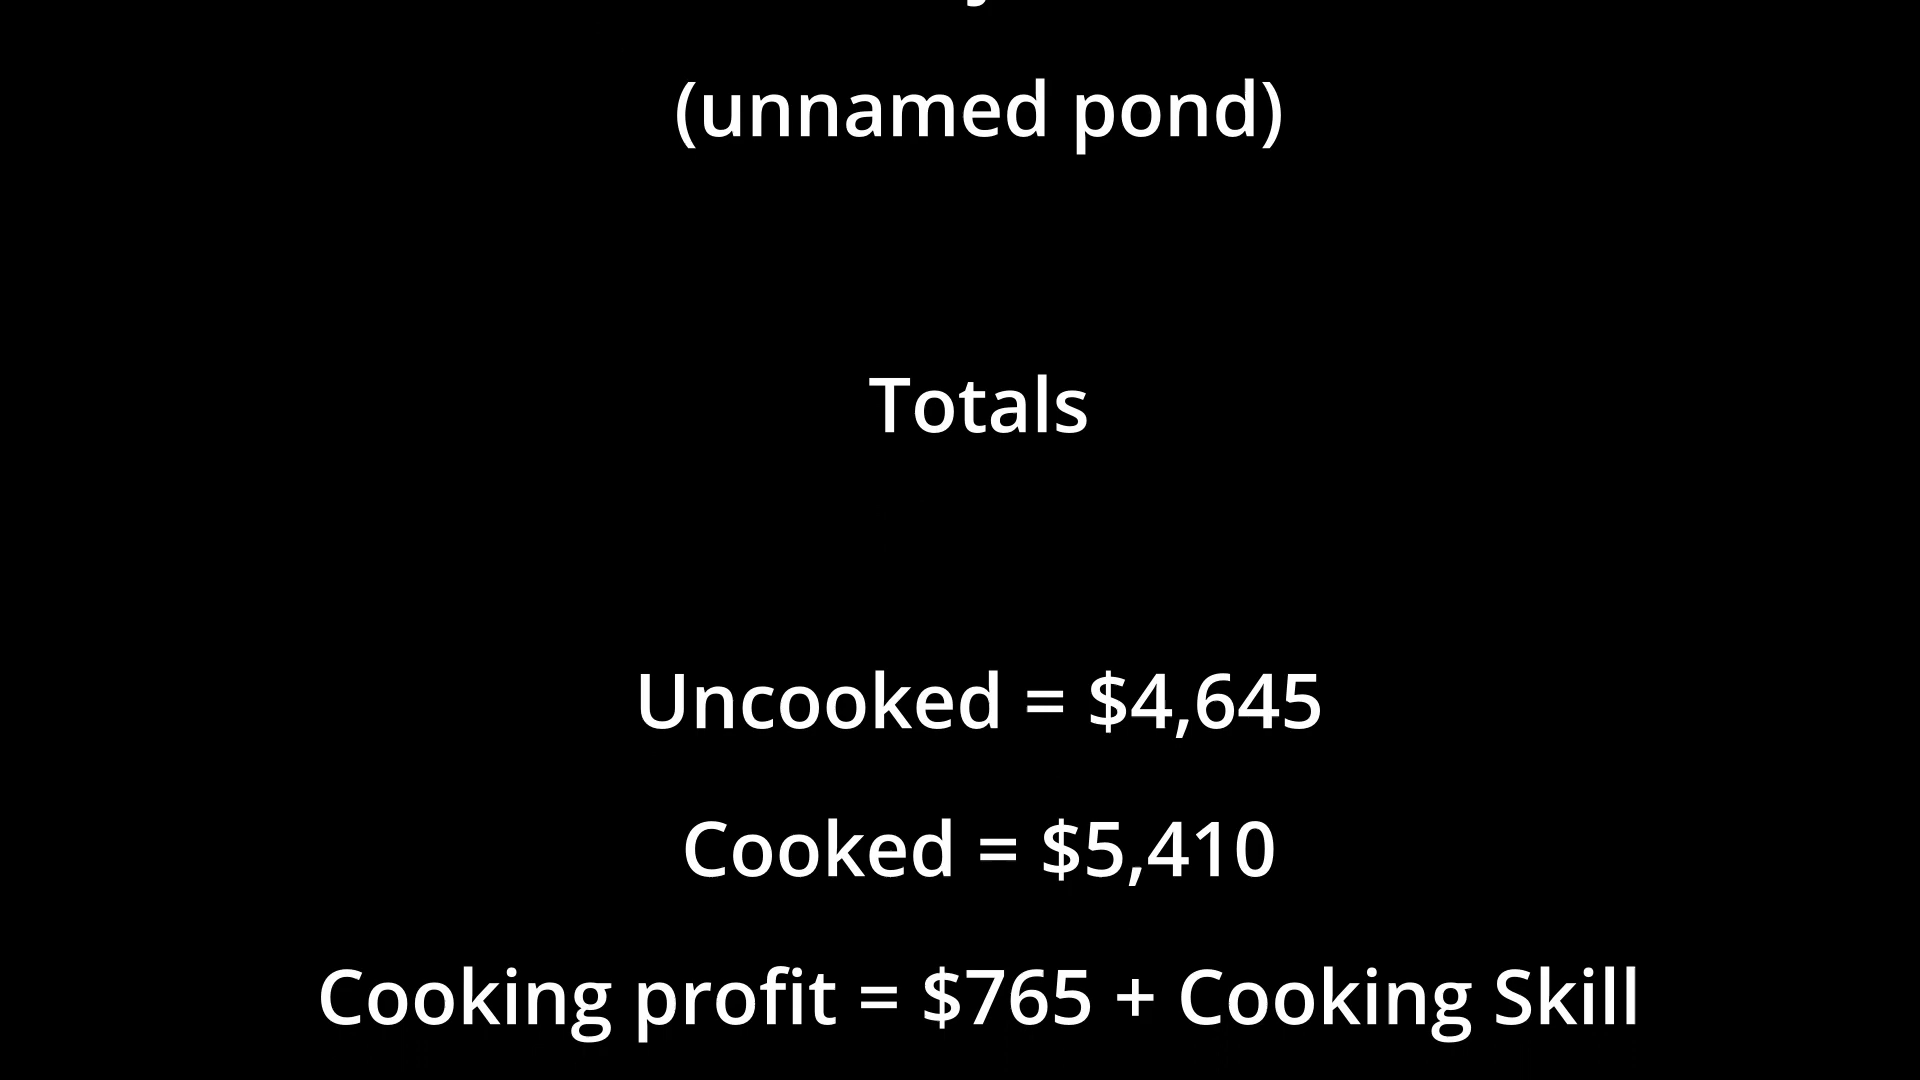 (unnamed pond)
Totals
Uncooked = $4,645
Cooked = $5,410
Cooking profit = $765 + Cooking Skill